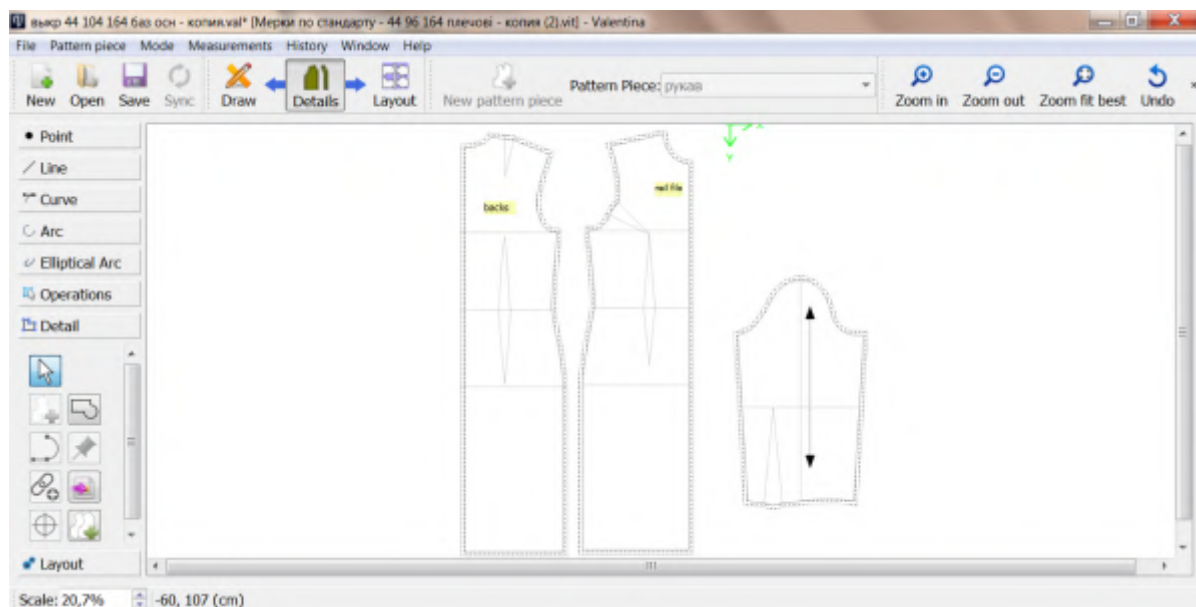 выкр 44 104 164 баз осн - копия.val* [Мерки по стандарту - 44 96 164 плечові - копия (2).vit] - Valentina
File Pattern piece Mode Measurements History Window Help
New Open Save Sync Draw Details Layout New pattern piece Pattern Piece: рукав Zoom in Zoom out Zoom fit best Undo
Point
Line
Curve
Arc
Elliptical Arc
Operations
Detail
Layout
backs
nail file
X
Y
Scale: 20,7% -60, 107 (cm)